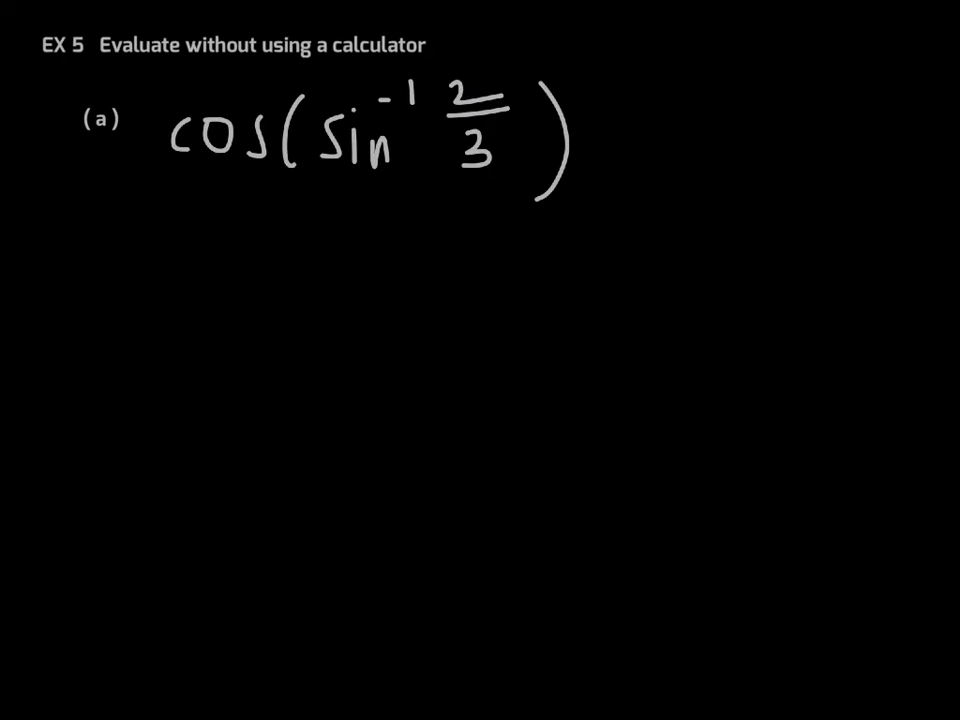 EX 5 Evaluate without using a calculator
(a) cos(sin⁻¹ 2/3)